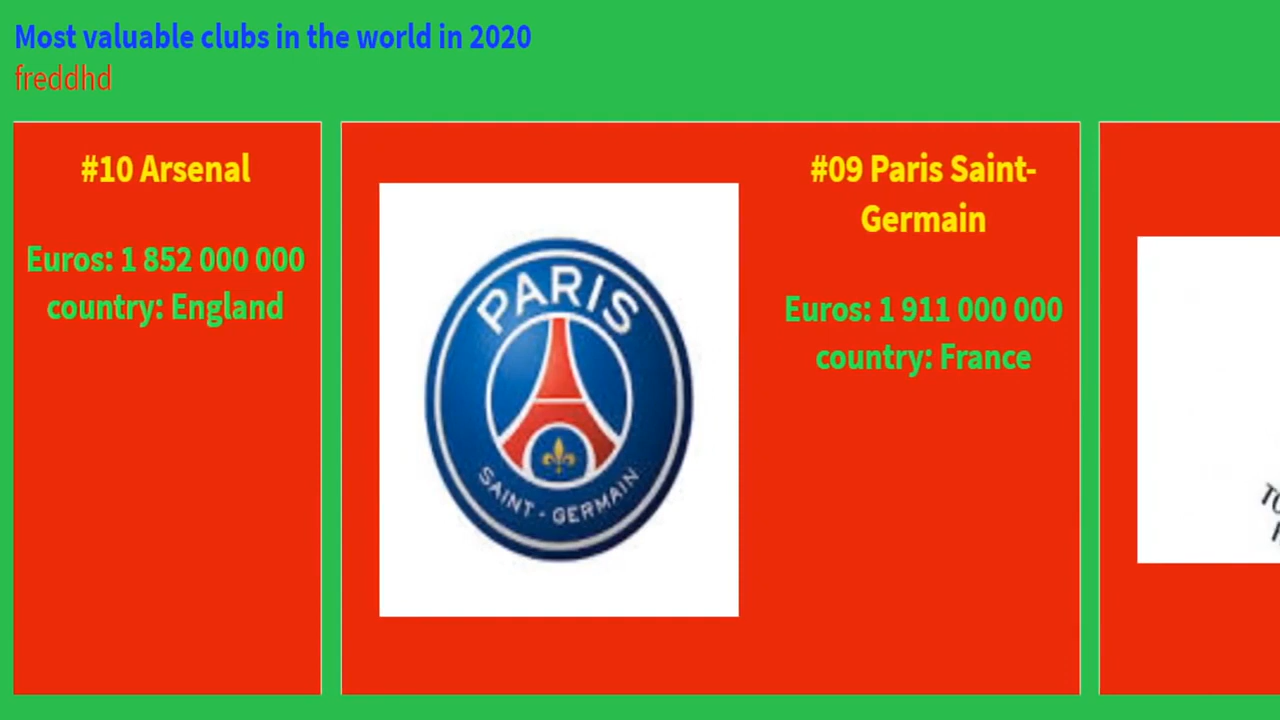 Most valuable clubs in the world in 2020
freddhd
#10 Arsenal
Euros: 1 852 000 000
country: England
PARIS
SAINT - GERMAIN
#09 Paris Saint-
Germain
Euros: 1 911 000 000
country: France